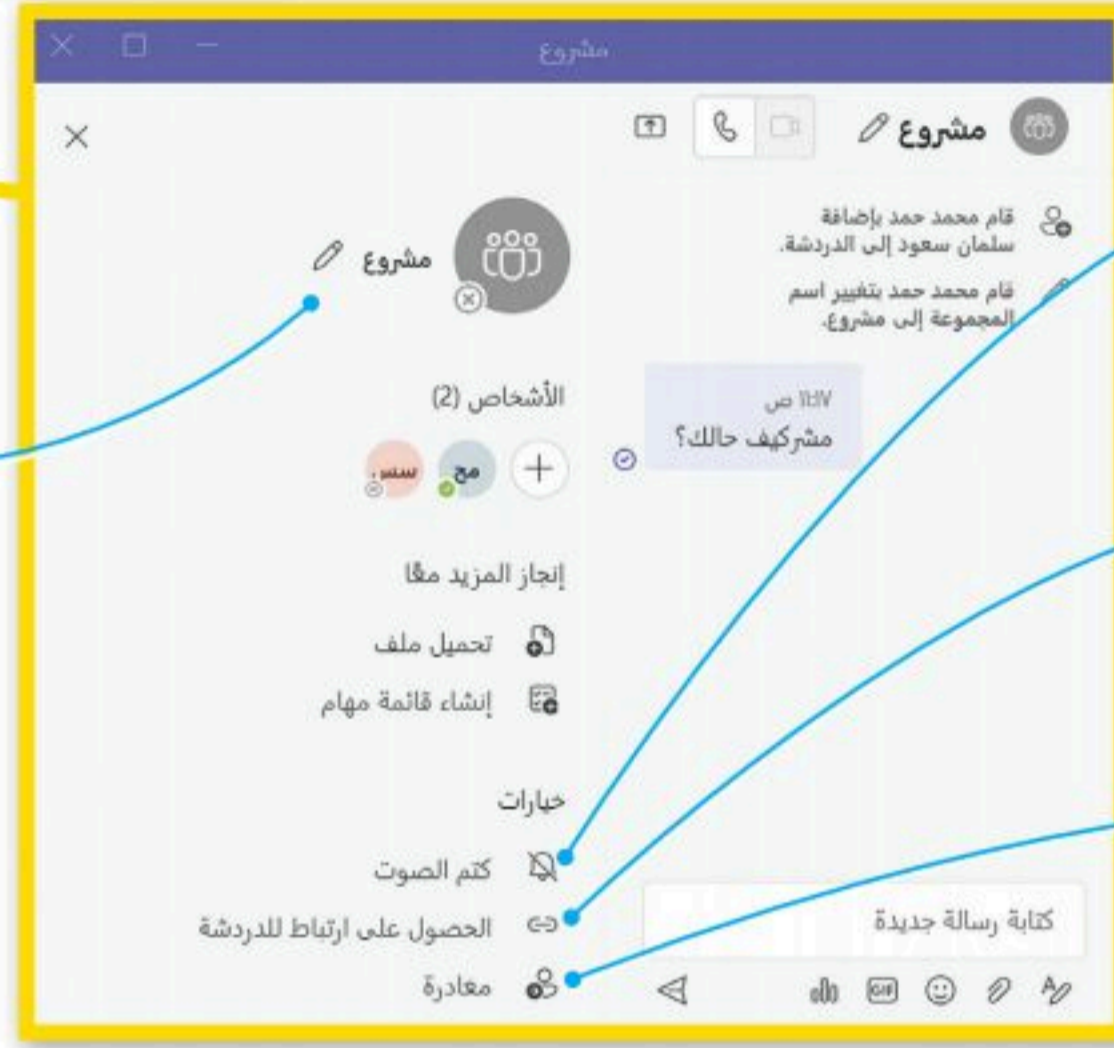 مشروع
مشروع
قام محمد حمد بإضافة
سلمان سعود إلى الدردشة.
قام محمد حمد بتغيير اسم
المجموعة إلى مشروع.
مشركيف حالك؟
كتابة رسالة جديدة
GIF
مشروع
الأشخاص (2)
مح
سس.
إنجاز المزيد معًا
تحميل ملف
إنشاء قائمة مهام
خيارات
كتم الصوت
الحصول على ارتباط للدردشة
مغادرة